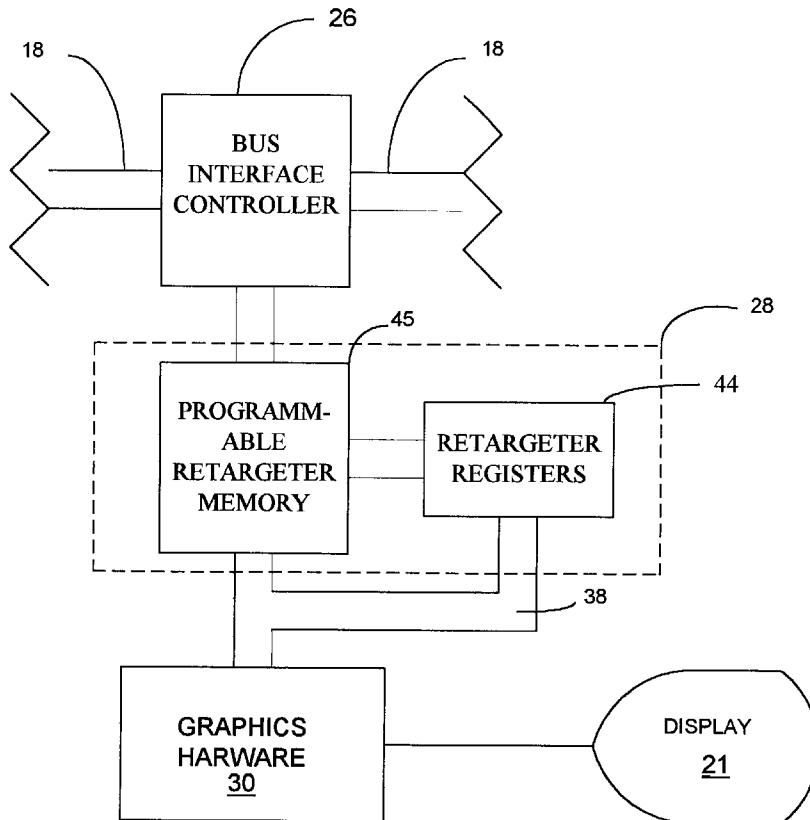 26
18
18
BUS
INTERFACE
CONTROLLER
28
45
44
PROGRAMM-
ABLE
RETARGETER
MEMORY
RETARGETER
REGISTERS
38
GRAPHICS
HARWARE
30
DISPLAY
21